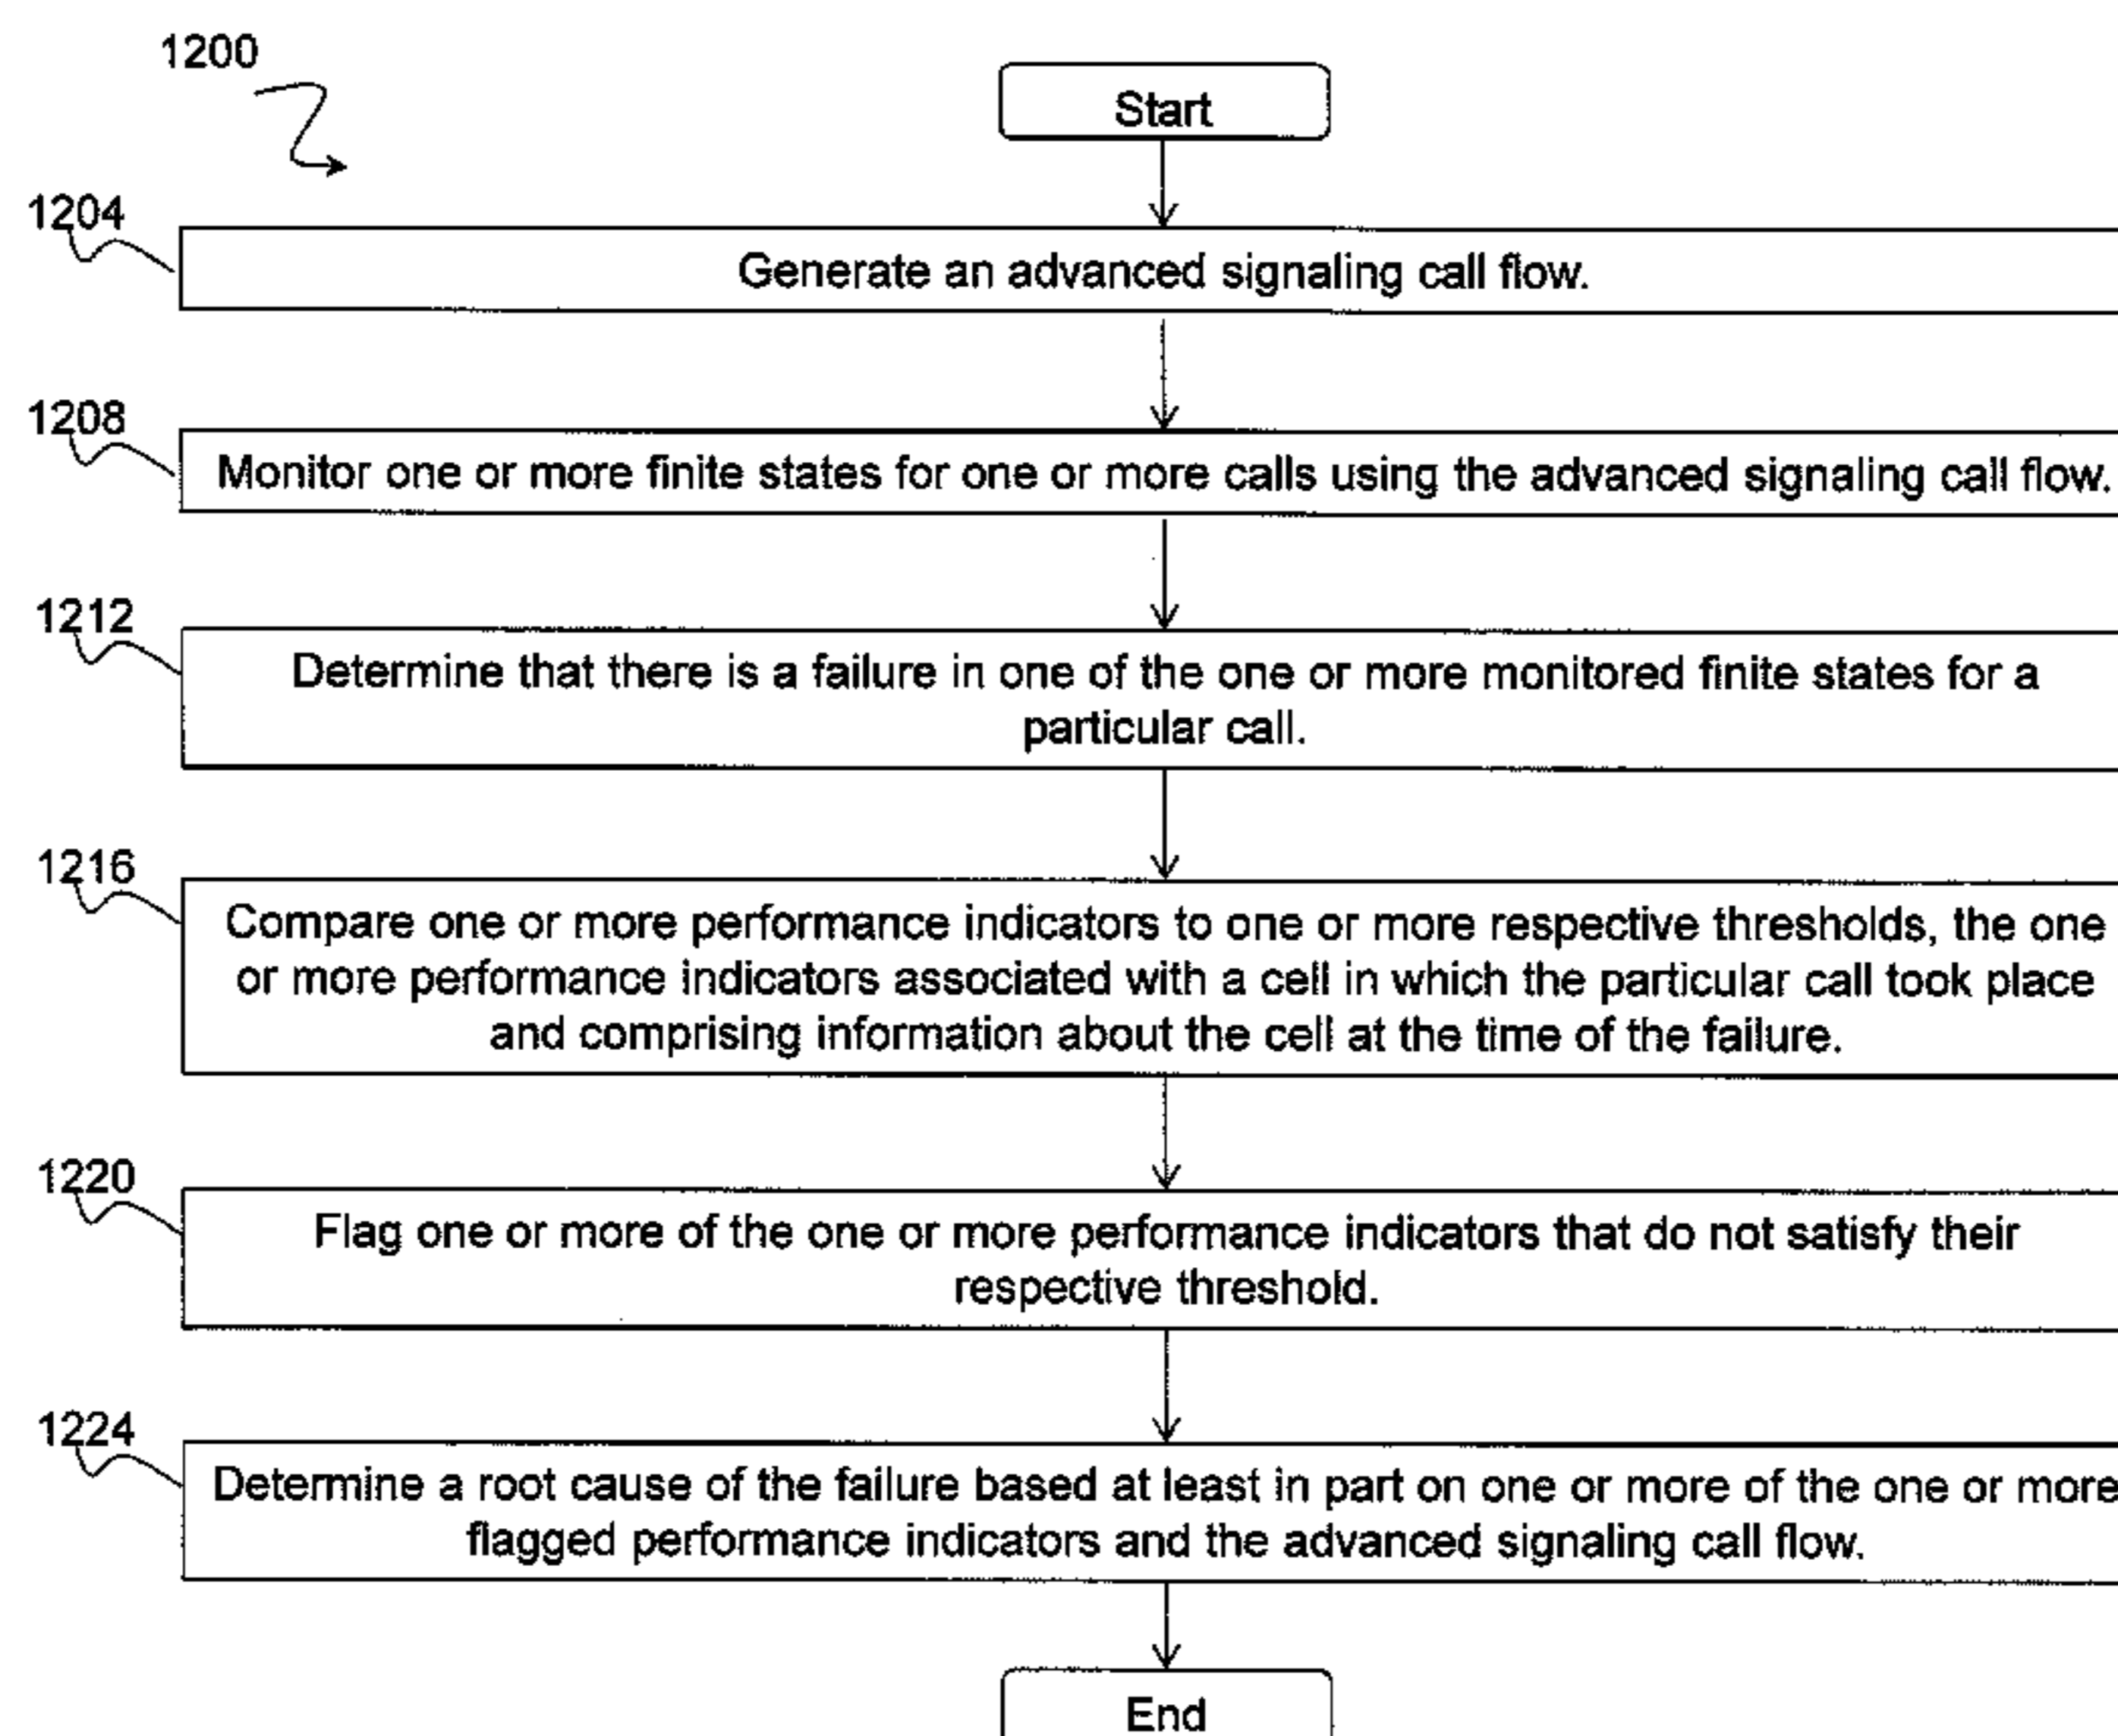 1200
Start
1204
Generate an advanced signaling call flow.
1208
Monitor one or more finite states for one or more calls using the advanced signaling call flow.
1212
Determine that there is a failure in one of the one or more monitored finite states for a
particular call.
1216
Compare one or more performance indicators to one or more respective thresholds, the one
or more performance indicators associated with a cell in which the particular call took place
and comprising information about the cell at the time of the failure.
1220
Flag one or more of the one or more performance indicators that do not satisfy their
respective threshold.
1224
Determine a root cause of the failure based at least in part on one or more of the one or more
flagged performance indicators and the advanced signaling call flow.
End